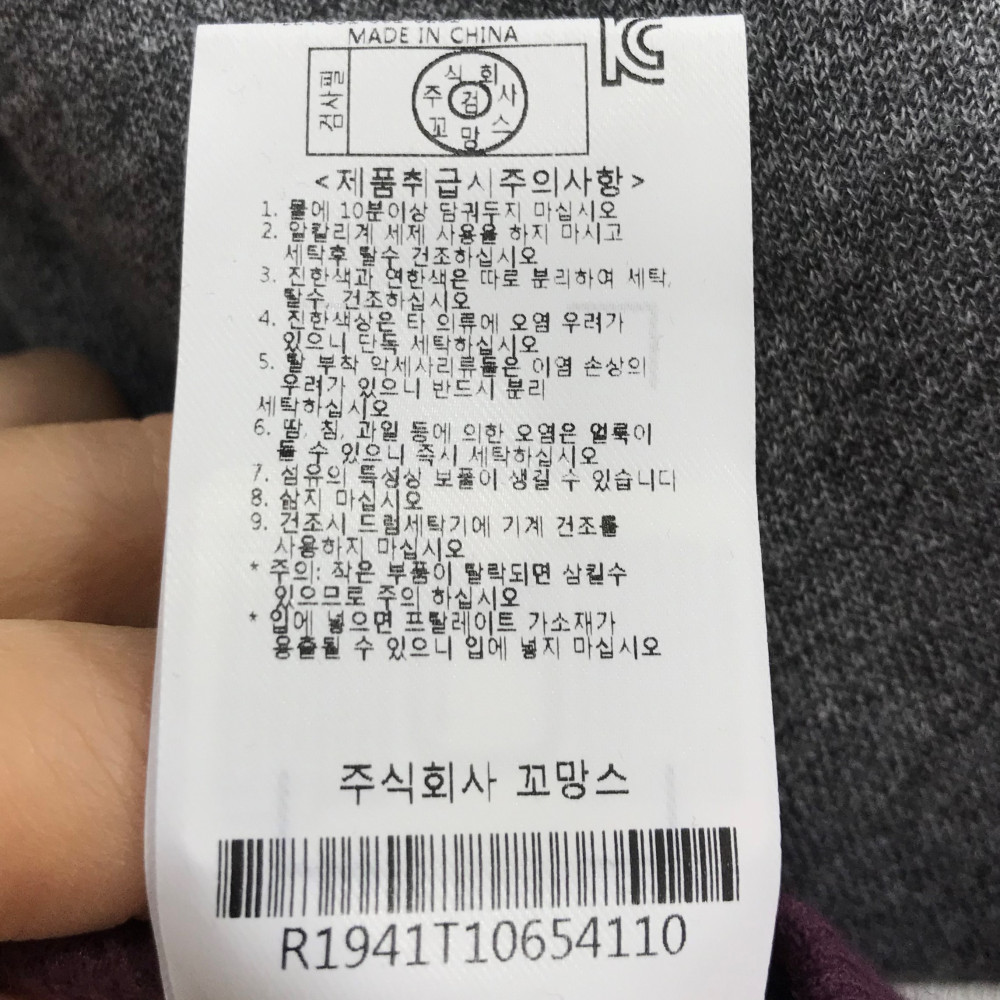 MADE IN CHINA
검사필
주식회사
검
꼬망스
<제품취급시주의사항>
1. 물에 10분이상 담궈두지 마십시오
2. 알칼리계 세제 사용을 하지 마시고
세탁후 탈수 건조하십시오
3. 진한색과 연한색은 따로 분리하여 세탁,
탈수, 건조하십시오
4. 진한색상은 타 의류에 오염 우려가
있으니 단독 세탁하십시오
5. 탈 부착 악세사리류들은 이염 손상의
우려가 있으니 반드시 분리
세탁하십시오
6. 땀, 침, 과일 등에 의한 오염은 얼룩이
될 수 있으니 즉시 세탁하십시오
7. 섬유의 특성상 보풀이 생길 수 있습니다
8. 삶지 마십시오
9. 건조시 드럼세탁기에 기계 건조를
사용하지 마십시오
* 주의: 작은 부품이 탈락되면 삼킬수
있으므로 주의 하십시오
* 입에 넣으면 프탈레이트 가소재가
용출될 수 있으니 입에 넣지 마십시오
주식회사 꼬망스
R1941T10654110